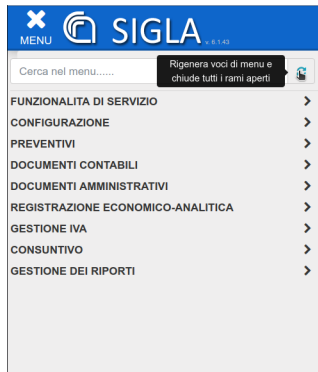 MENU SIGLA v. 6.1.43
Cerca nel menu......
Rigenera voci di menu e
chiude tutti i rami aperti
FUNZIONALITA DI SERVIZIO
CONFIGURAZIONE
PREVENTIVI
DOCUMENTI CONTABILI
DOCUMENTI AMMINISTRATIVI
REGISTRAZIONE ECONOMICO-ANALITICA
GESTIONE IVA
CONSUNTIVO
GESTIONE DEI RIPORTI